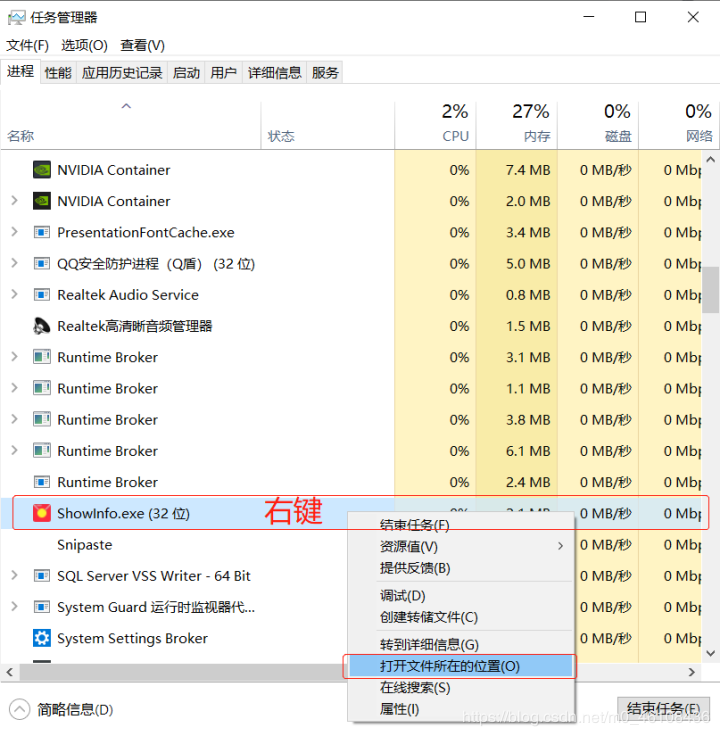 任务管理器
文件(F) 选项(O) 查看(V)
进程 性能 应用历史记录 启动 用户 详细信息 服务
2% 27% 0% 0%
名称 状态 CPU 内存 磁盘 网络
NVIDIA Container 0% 7.4 MB 0 MB/秒 0 Mbp
NVIDIA Container 0% 2.0 MB 0 MB/秒 0 Mbp
PresentationFontCache.exe 0% 3.4 MB 0 MB/秒 0 Mbp
QQ安全防护进程（Q盾） (32 位) 0% 5.0 MB 0 MB/秒 0 Mbp
Realtek Audio Service 0% 0.8 MB 0 MB/秒 0 Mbp
Realtek高清晰音频管理器 0% 1.5 MB 0 MB/秒 0 Mbp
Runtime Broker 0% 3.1 MB 0 MB/秒 0 Mbp
Runtime Broker 0% 1.1 MB 0 MB/秒 0 Mbp
Runtime Broker 0% 3.8 MB 0 MB/秒 0 Mbp
Runtime Broker 0% 6.1 MB 0 MB/秒 0 Mbp
Runtime Broker 0% 2.4 MB 0 MB/秒 0 Mbp
ShowInfo.exe (32 位) 右键 0% 2.1 MB 0 MB/秒 0 Mbp
Snipaste 0 MB/秒 0 Mbp
SQL Server VSS Writer - 64 Bit 0 MB/秒 0 Mbp
System Guard 运行时监视器代... 0 MB/秒 0 Mbp
System Settings Broker 0 MB/秒 0 Mbp
结束任务(F)
资源值(V)
提供反馈(B)
调试(D)
创建转储文件(C)
转到详细信息(G)
打开文件所在的位置(O)
在线搜索(S)
属性(I)
简略信息(D) 结束任务(E)